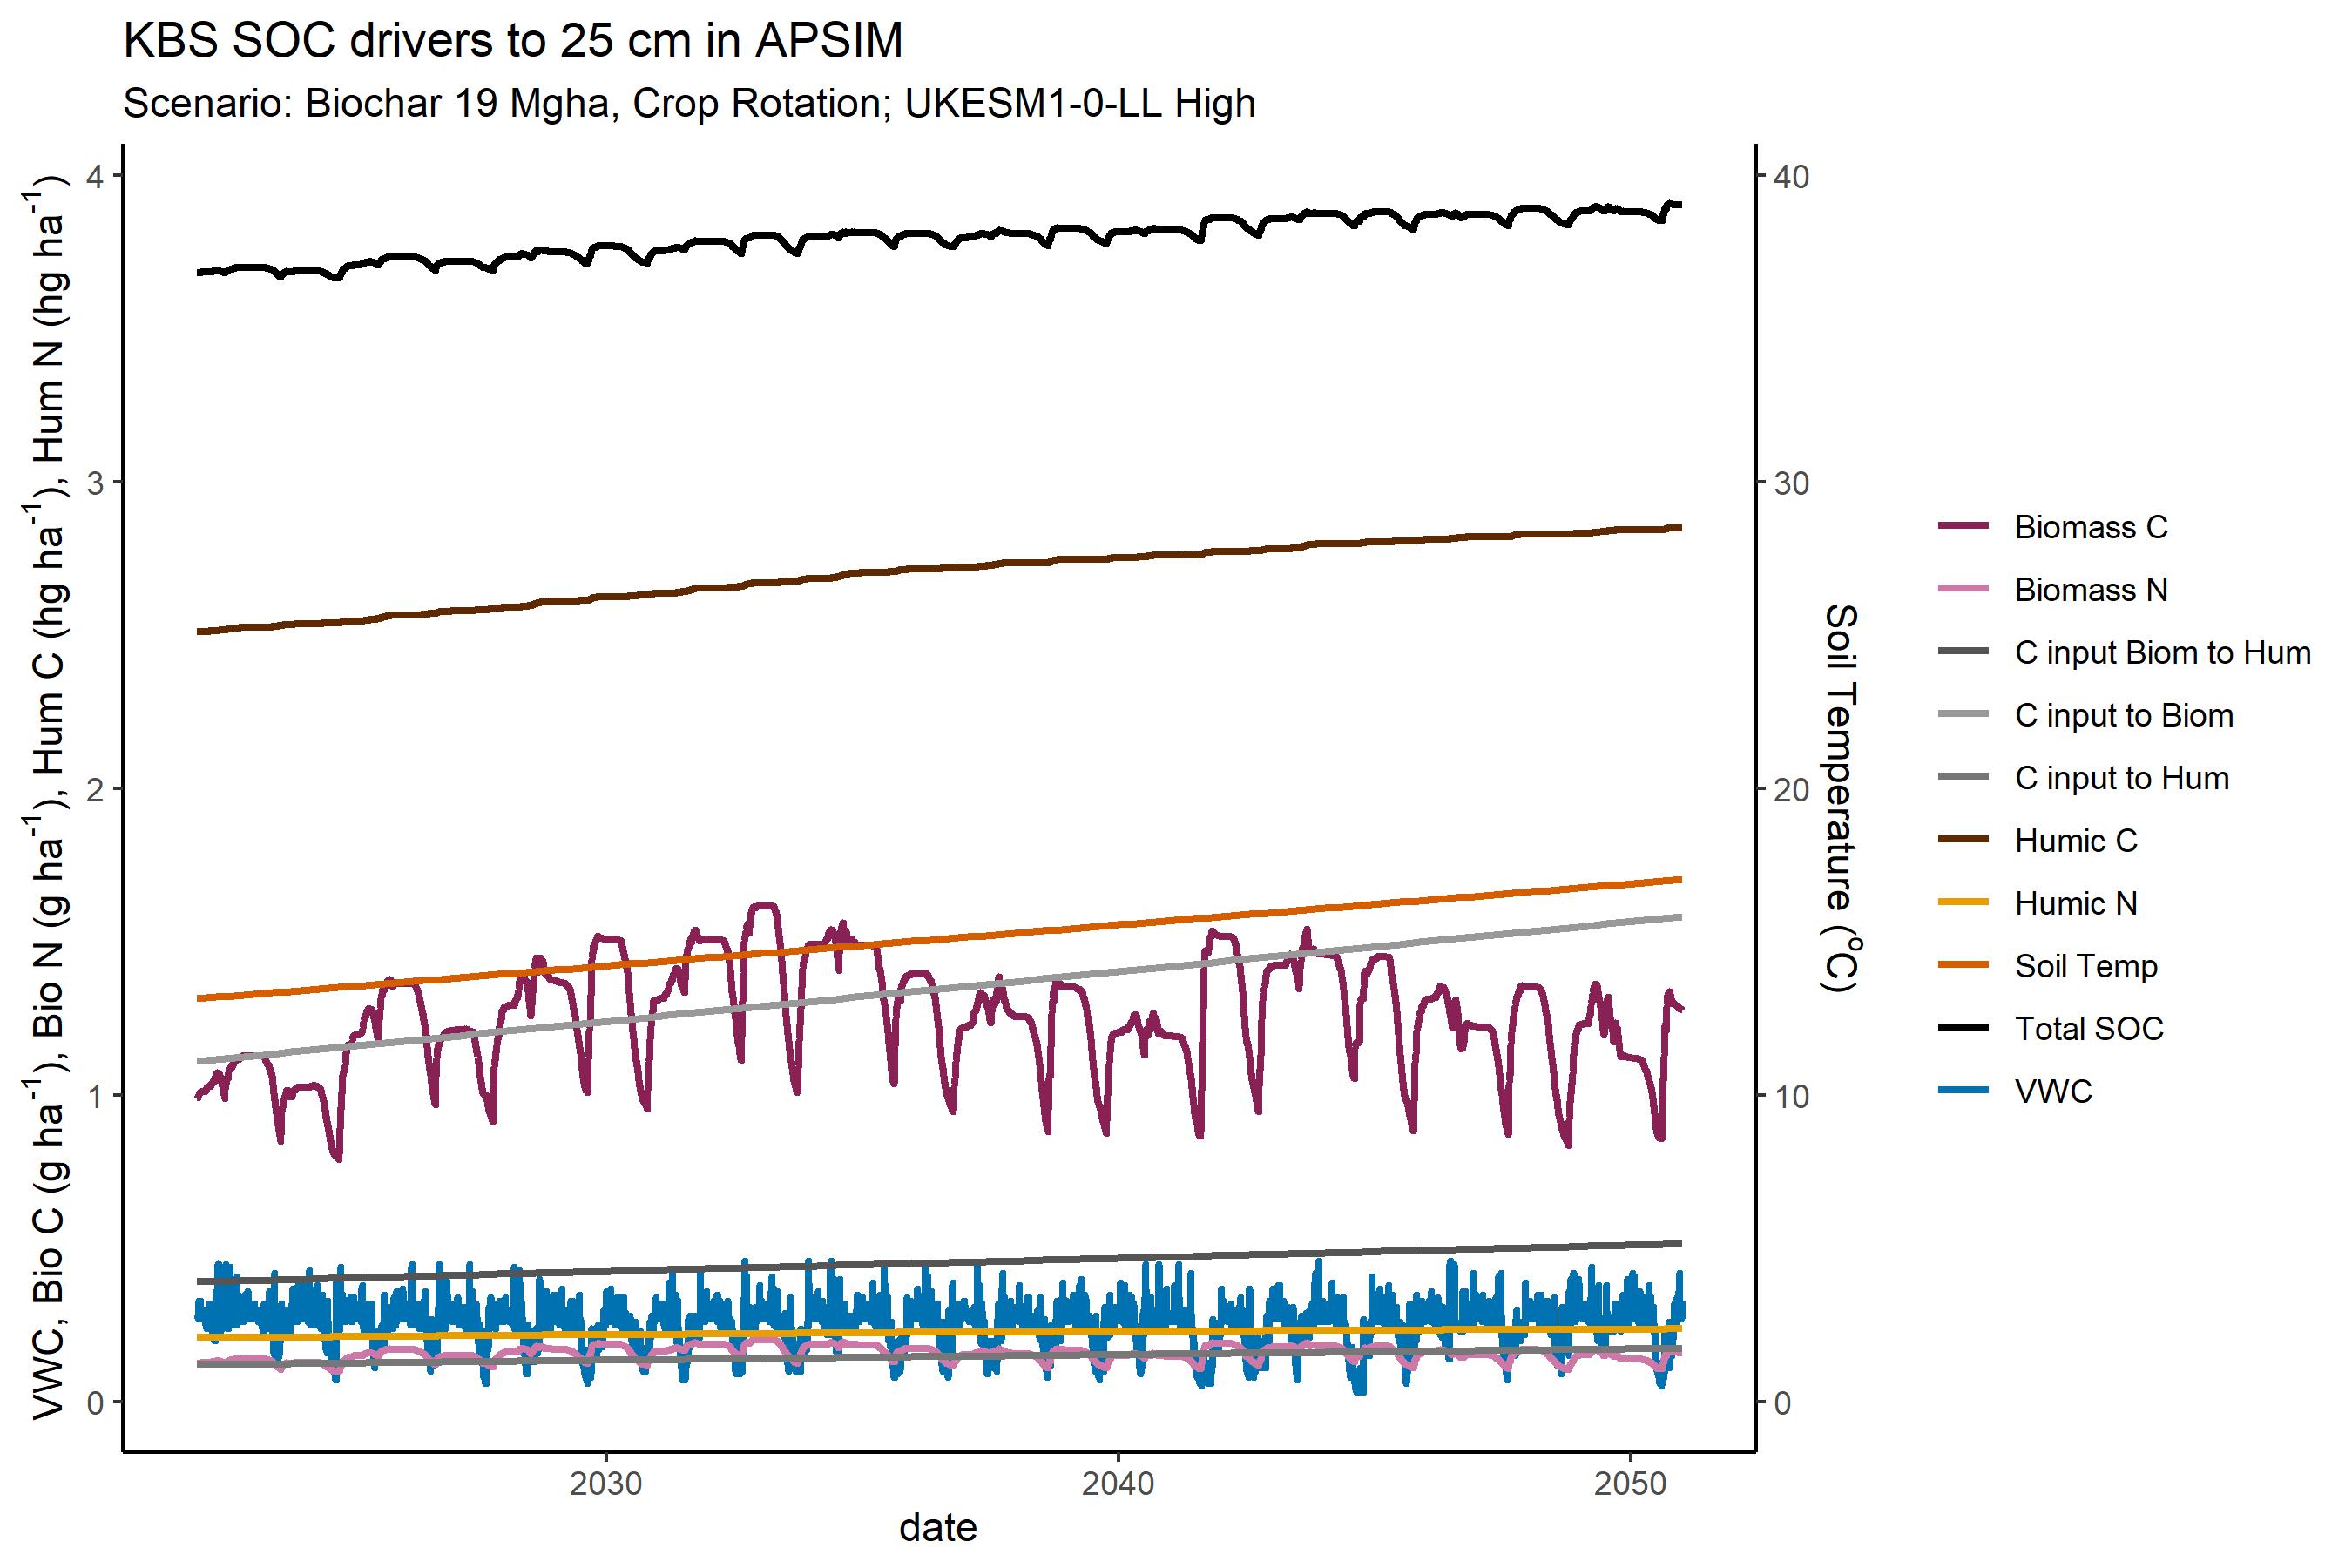 KBS SOC drivers to 25 cm in APSIM
Scenario: Biochar 19 Mgha, Crop Rotation; UKESM1-0-LL High
VWC, Bio C (g ha⁻¹), Bio N (g ha⁻¹), Hum C (hg ha⁻¹), Hum N (hg ha⁻¹)
4
3
2
1
0
40
30
20
10
0
Soil Temperature (°C)
2030
2040
2050
date
Biomass C
Biomass N
C input Biom to Hum
C input to Biom
C input to Hum
Humic C
Humic N
Soil Temp
Total SOC
VWC